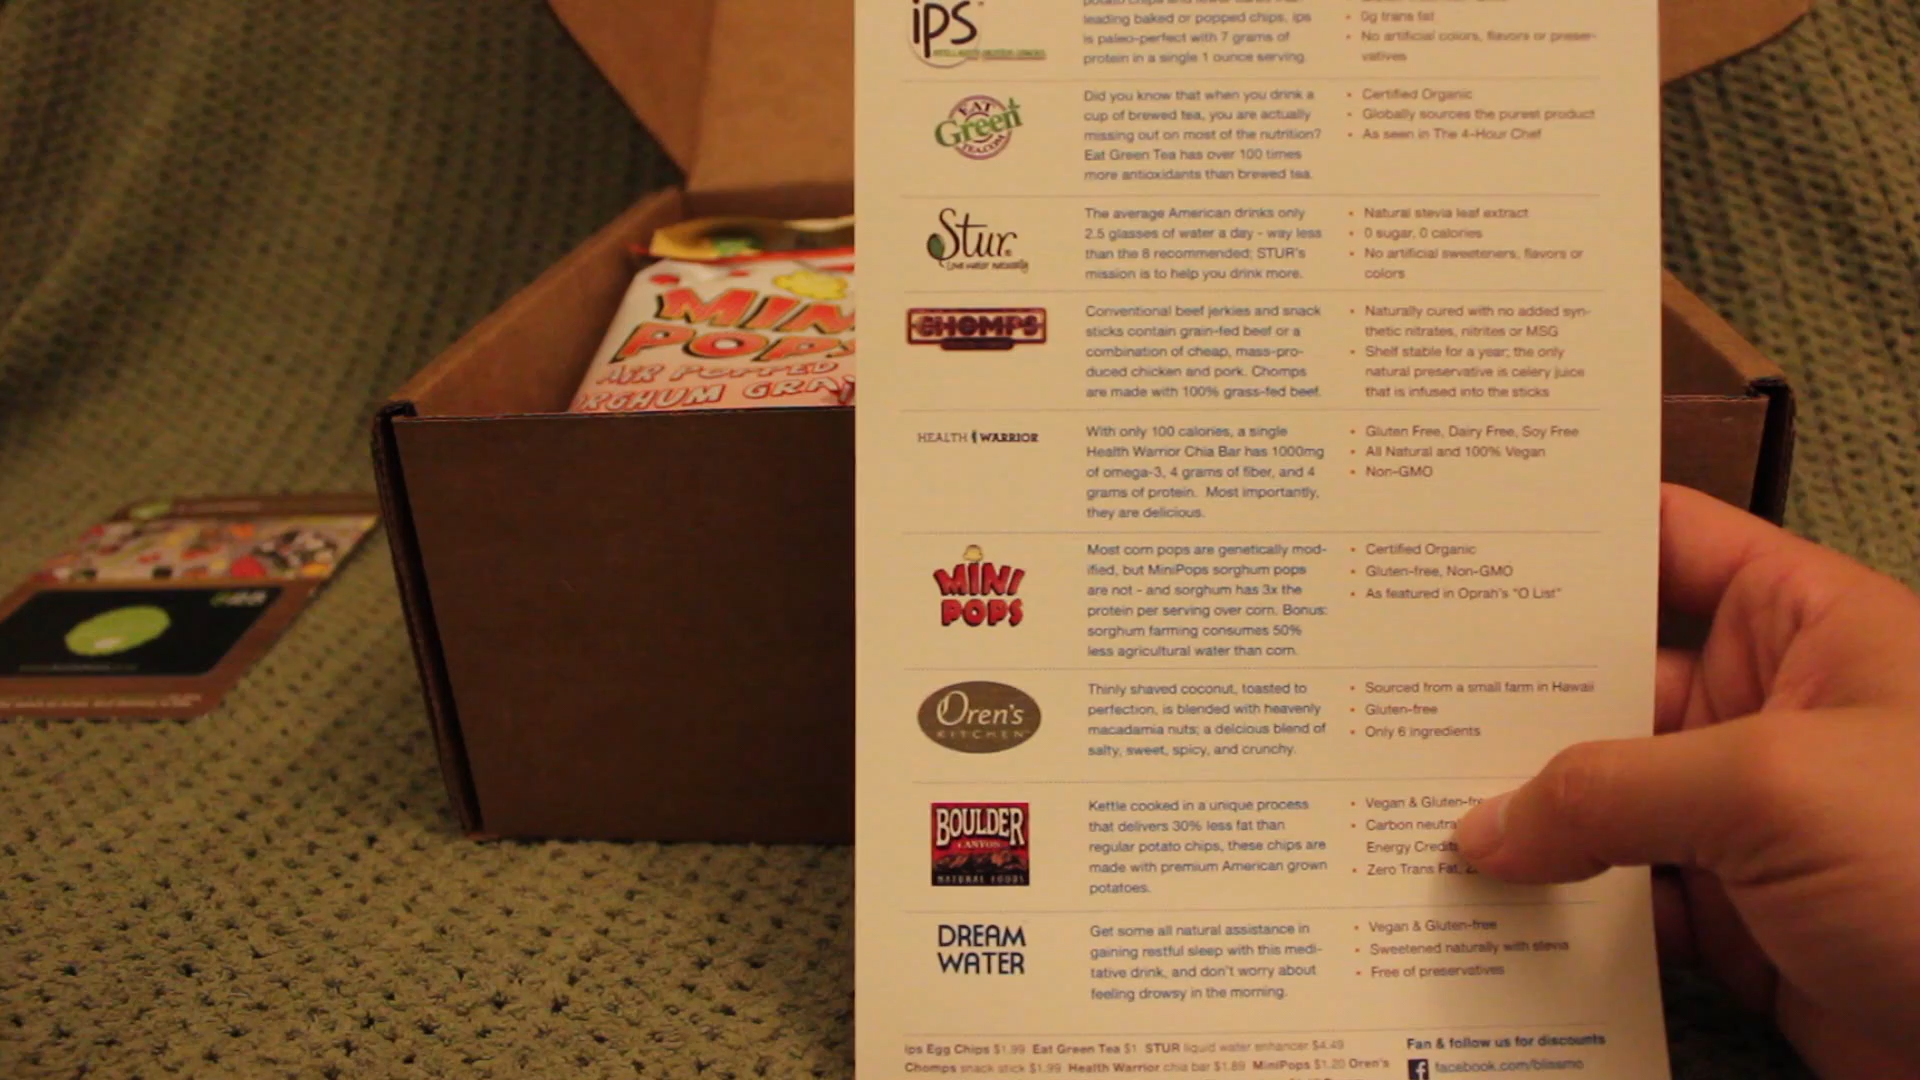 ips
leading baked or popped chips. ips
is paleo-perfect with 7 grams of
protein in a single 1 ounce serving.
• 0g trans fat
• No artificial colors, flavors or preser-
vatives
EAT
Green
TEA.COM
Did you know that when you drink a
cup of brewed tea, you are actually
missing out on most of the nutrition?
Eat Green Tea has over 100 times
more antioxidants than brewed tea.
• Certified Organic
• Globally sources the purest product
• As seen in The 4-Hour Chef
Stur
Love water naturally
The average American drinks only
2.5 glasses of water a day - way less
than the 8 recommended; STUR's
mission is to help you drink more.
• Natural stevia leaf extract
• 0 sugar, 0 calories
• No artificial sweeteners, flavors or
colors
CHOMPS
Conventional beef jerkies and snack
sticks contain grain-fed beef or a
combination of cheap, mass-pro-
duced chicken and pork. Chomps
are made with 100% grass-fed beef.
• Naturally cured with no added syn-
thetic nitrates, nitrites or MSG
• Shelf stable for a year; the only
natural preservative is celery juice
that is infused into the sticks
HEALTH WARRIOR
With only 100 calories, a single
Health Warrior Chia Bar has 1000mg
of omega-3, 4 grams of fiber, and 4
grams of protein. Most importantly,
they are delicious.
• Gluten Free, Dairy Free, Soy Free
• All Natural and 100% Vegan
• Non-GMO
MINI
POPS
Most corn pops are genetically mod-
ified, but MiniPops sorghum pops
are not - and sorghum has 3x the
protein per serving over corn. Bonus:
sorghum farming consumes 50%
less agricultural water than corn.
• Certified Organic
• Gluten-free, Non-GMO
• As featured in Oprah's "O List"
Oren's
KITCHEN
Thinly shaved coconut, toasted to
perfection, is blended with heavenly
macadamia nuts; a delcious blend of
salty, sweet, spicy, and crunchy.
• Sourced from a small farm in Hawaii
• Gluten-free
• Only 6 ingredients
BOULDER
CANYON
NATURAL FOODS
Kettle cooked in a unique process
that delivers 30% less fat than
regular potato chips, these chips are
made with premium American grown
potatoes.
• Vegan & Gluten-fre
• Carbon neutral
Energy Credits
• Zero Trans Fat,
DREAM
WATER
Get some all natural assistance in
gaining restful sleep with this medi-
tative drink, and don't worry about
feeling drowsy in the morning.
• Vegan & Gluten-free
• Sweetened naturally with stevia
• Free of preservatives
ips Egg Chips $1.99 Eat Green Tea $1 STUR liquid water enhancer $4.49
Chomps snack stick $1.99 Health Warrior chia bar $1.89 MiniPops $1.20 Oren's
Fan & follow us for discounts
facebook.com/blissmo
MIN
POPS
AIR POPPED
RGHUM GRA